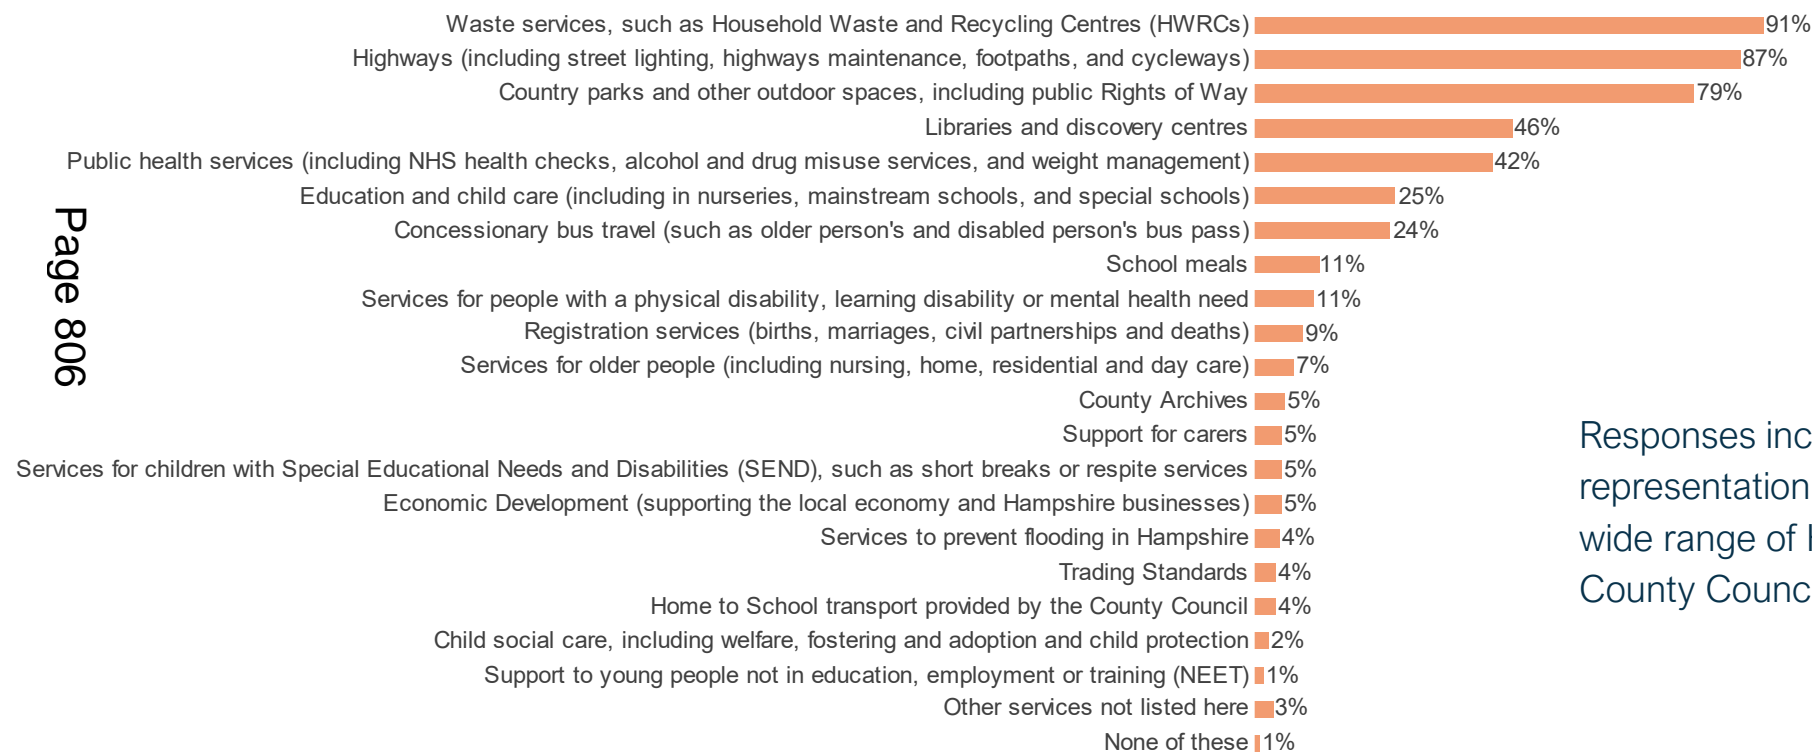 Waste services, such as Household Waste and Recycling Centres (HWRCs) 91%
Highways (including street lighting, highways maintenance, footpaths, and cycleways) 87%
Country parks and other outdoor spaces, including public Rights of Way 79%
Libraries and discovery centres 46%
Public health services (including NHS health checks, alcohol and drug misuse services, and weight management) 42%
Education and child care (including in nurseries, mainstream schools, and special schools) 25%
Concessionary bus travel (such as older person's and disabled person's bus pass) 24%
School meals 11%
Services for people with a physical disability, learning disability or mental health need 11%
Registration services (births, marriages, civil partnerships and deaths) 9%
Services for older people (including nursing, home, residential and day care) 7%
County Archives 5%
Support for carers 5%
Services for children with Special Educational Needs and Disabilities (SEND), such as short breaks or respite services 5%
Economic Development (supporting the local economy and Hampshire businesses) 5%
Services to prevent flooding in Hampshire 4%
Trading Standards 4%
Home to School transport provided by the County Council 4%
Child social care, including welfare, fostering and adoption and child protection 2%
Support to young people not in education, employment or training (NEET) 1%
Other services not listed here 3%
None of these 1%
Page 806
Responses inc
representation
wide range of
County Counc